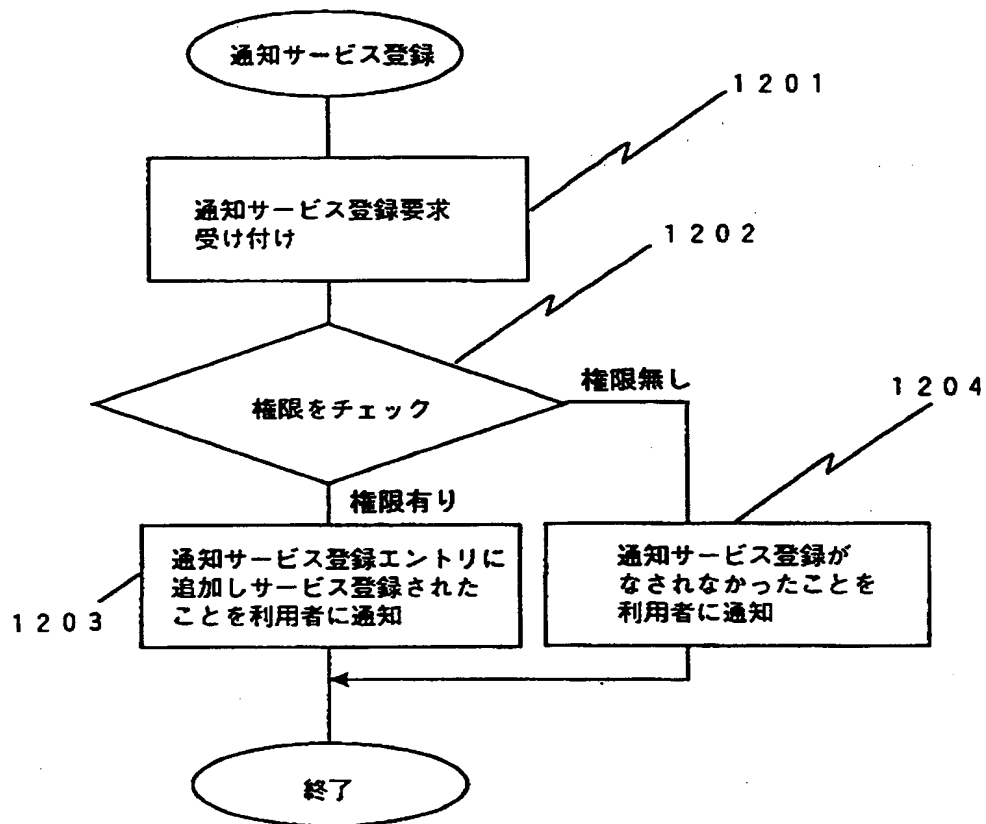 通知サービス登録
1201
通知サービス登録要求
受け付け
1202
権限をチェック
権限無し
1204
権限有り
通知サービス登録エントリに
追加しサービス登録された
ことを利用者に通知
1203
通知サービス登録が
なされなかったことを
利用者に通知
終了